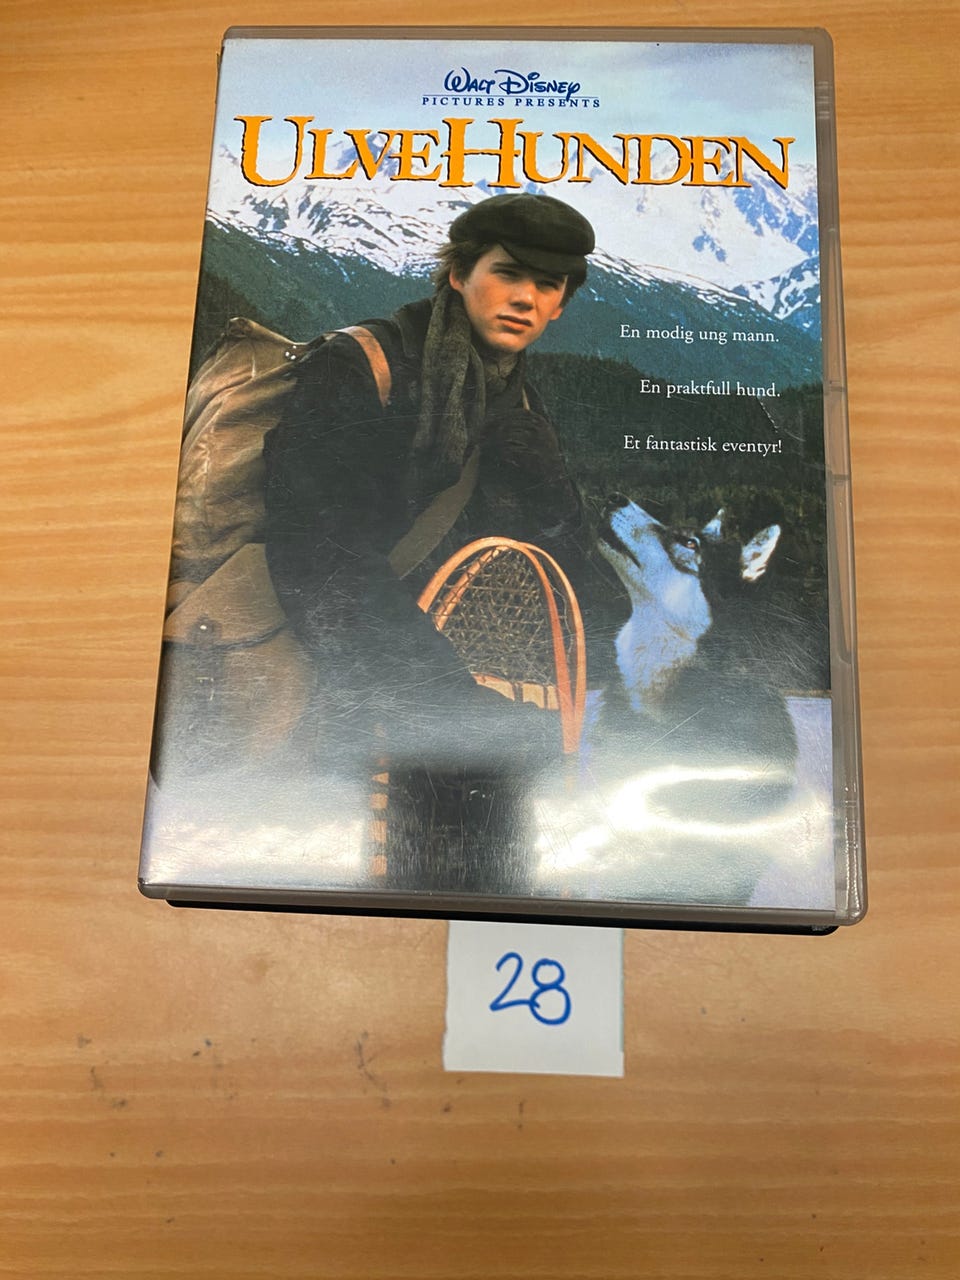 Walt Disney
PICTURES PRESENTS
ULVEHUNDEN
En modig ung mann.
En praktfull hund.
Et fantastisk eventyr!
28